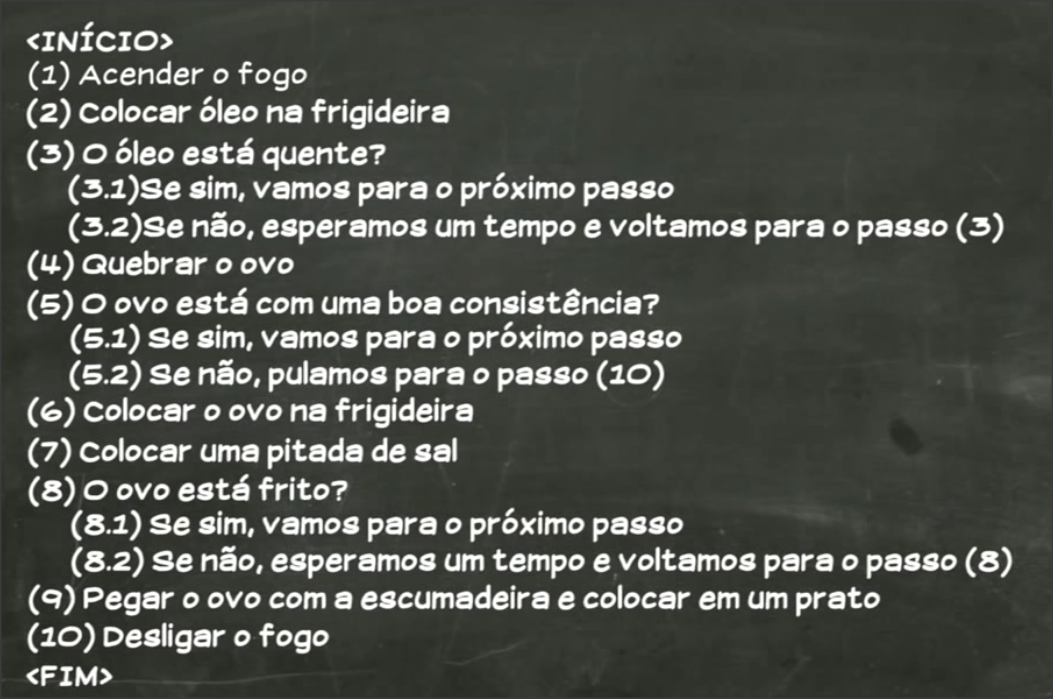 <INÍCIO>
(1) Acender o fogo
(2) Colocar óleo na frigideira
(3) O óleo está quente?
(3.1)Se sim, vamos para o próximo passo
(3.2)Se não, esperamos um tempo e voltamos para o passo (3)
(4) Quebrar o ovo
(5) O ovo está com uma boa consistência?
(5.1) Se sim, vamos para o próximo passo
(5.2) Se não, pulamos para o passo (10)
(6) Colocar o ovo na frigideira
(7) Colocar uma pitada de sal
(8) O ovo está frito?
(8.1) Se sim, vamos para o próximo passo
(8.2) Se não, esperamos um tempo e voltamos para o passo (8)
(9) Pegar o ovo com a escumadeira e colocar em um prato
(10) Desligar o fogo
<FIM>